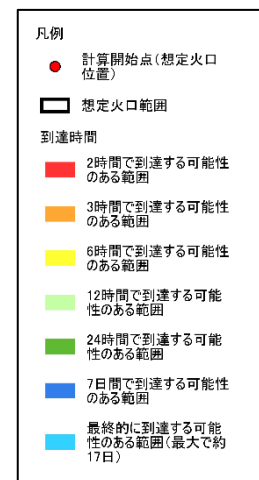 凡例
計算開始点(想定火口
位置)
想定火口範囲
到達時間
2時間で到達する可能性
のある範囲
3時間で到達する可能性
のある範囲
6時間で到達する可能性
のある範囲
12時間で到達する可能
性のある範囲
24時間で到達する可能
性のある範囲
7日間で到達する可能性
のある範囲
最終的に到達する可能
性のある範囲(最大で約
17日)